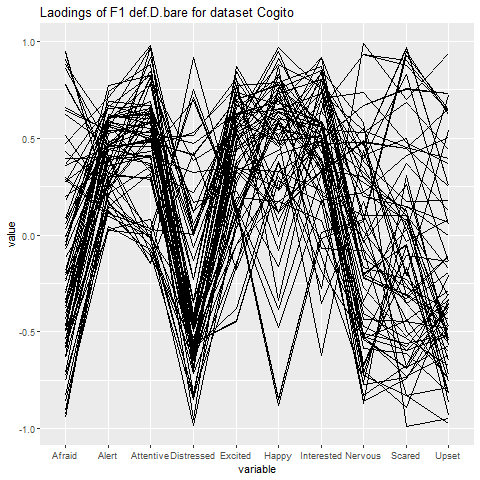 Laodings of F1 def.D.bare for dataset Cogito
value
1.0
0.5
0.0
-0.5
-1.0
Afraid Alert Attentive Distressed Excited Happy Interested Nervous Scared Upset
variable